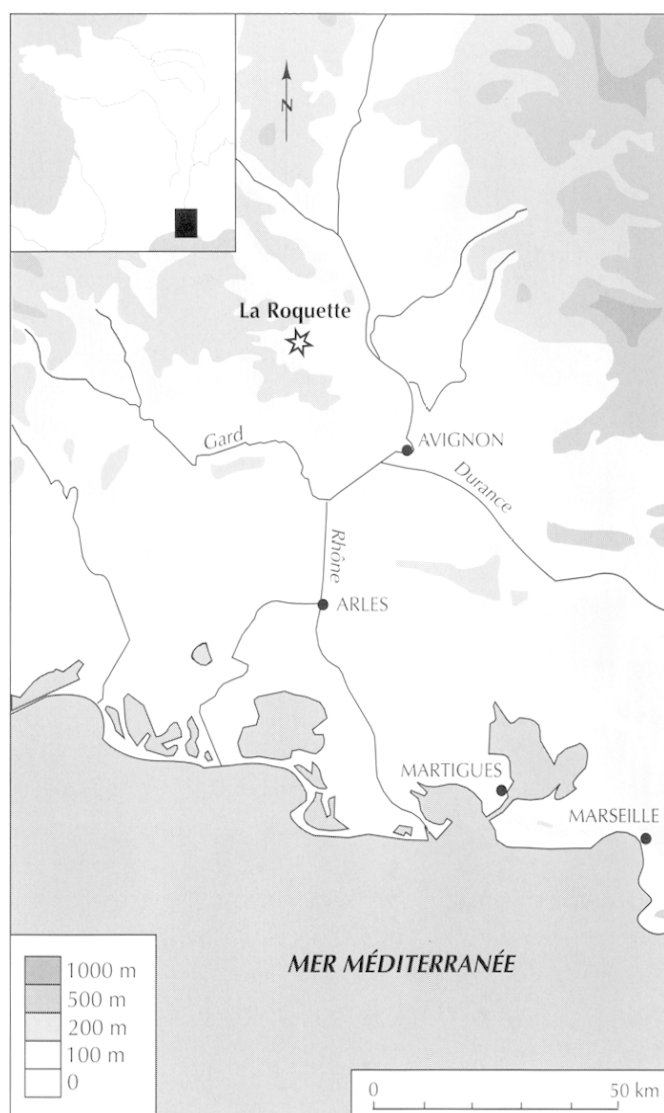 N
La Roquette
Gard
AVIGNON
Durance
Rhône
ARLES
MARTIGUES
MARSEILLE
MER MÉDITERRANÉE
1000 m
500 m
200 m
100 m
0
0 50 km